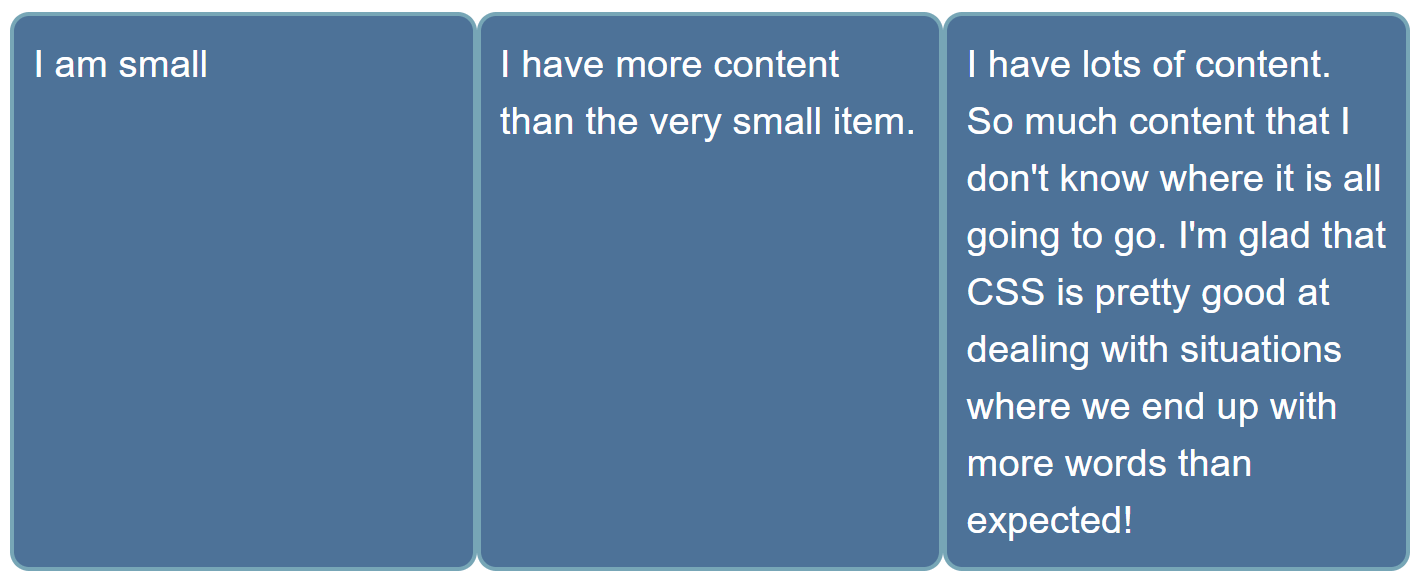 I am small
I have more content
than the very small item.
I have lots of content.
So much content that I
don't know where it is all
going to go. I'm glad that
CSS is pretty good at
dealing with situations
where we end up with
more words than
expected!